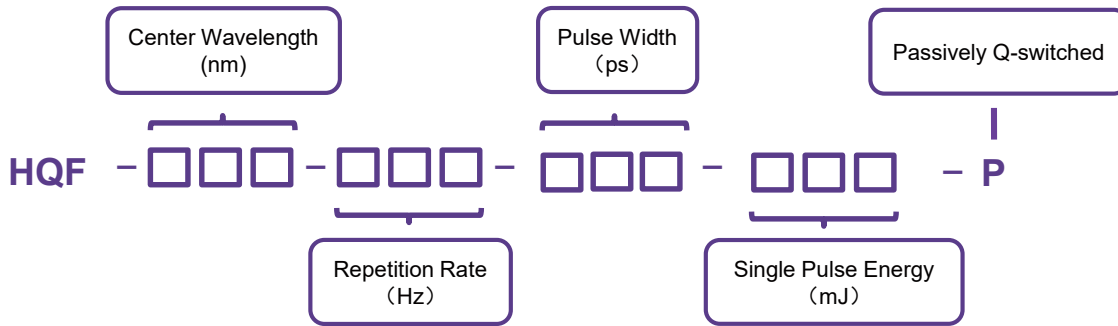 Center Wavelength
(nm)
Pulse Width
（ps）
Passively Q-switched
HQF – □□□ – □□□ – □□□ – □□□ – P
Repetition Rate
（Hz）
Single Pulse Energy
（mJ）